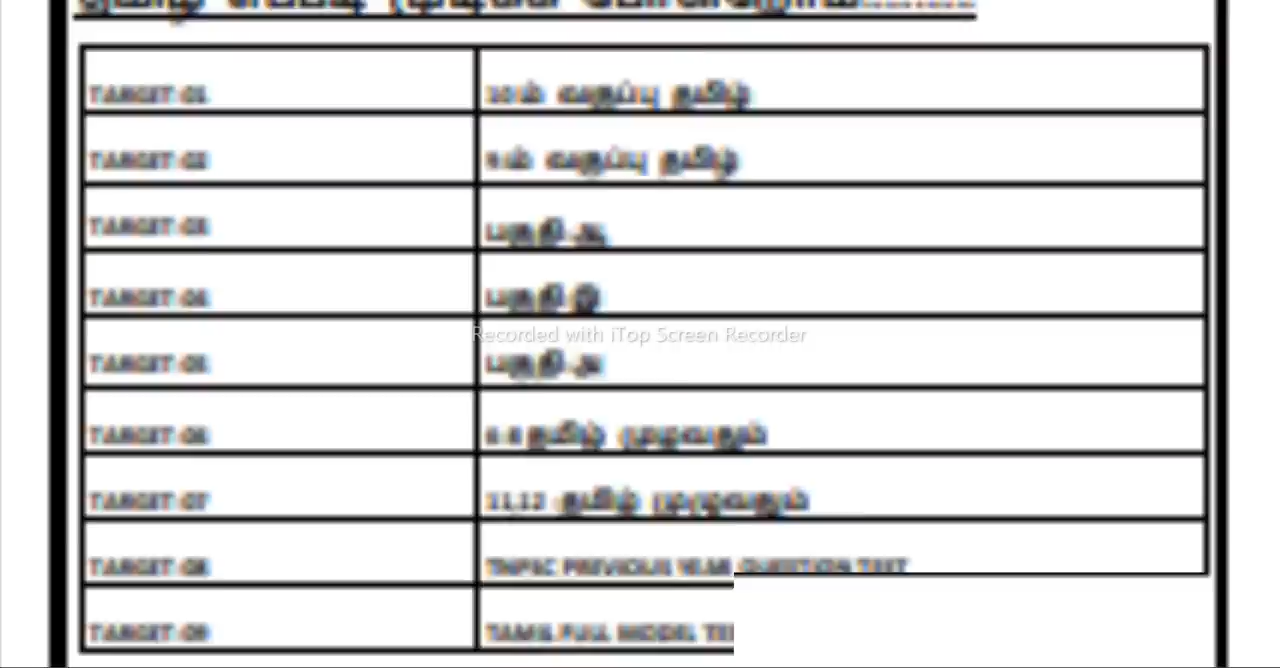 TARGET 01 10ம் வகுப்பு தமிழ்
TARGET 02 9ம் வகுப்பு தமிழ்
TARGET 03 பகுதி-ஆ
TARGET 04 பகுதி-இ
Recorded with iTop Screen Recorder
TARGET 05 பகுதி-அ
TARGET 06 தமிழ் முழுவதும்
TARGET 07 11,12 -தமிழ் முழுவதும்
TARGET 08 TNPSC PREVIOUS YEAR QUESTION TEST
TARGET 09 TAMIL FULL MODEL